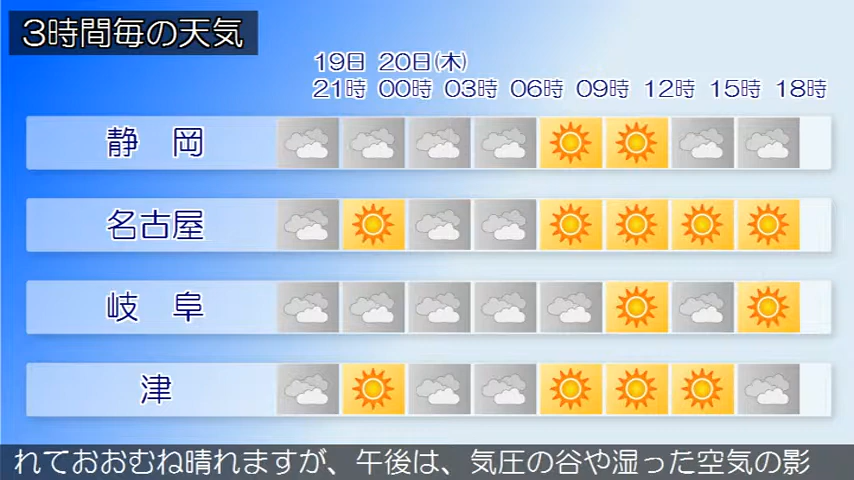 3時間毎の天気
19日 20日(木)
21時 00時 03時 06時 09時 12時 15時 18時
静 岡
名古屋
岐 阜
津
れておおむね晴れますが、午後は、気圧の谷や湿った空気の影